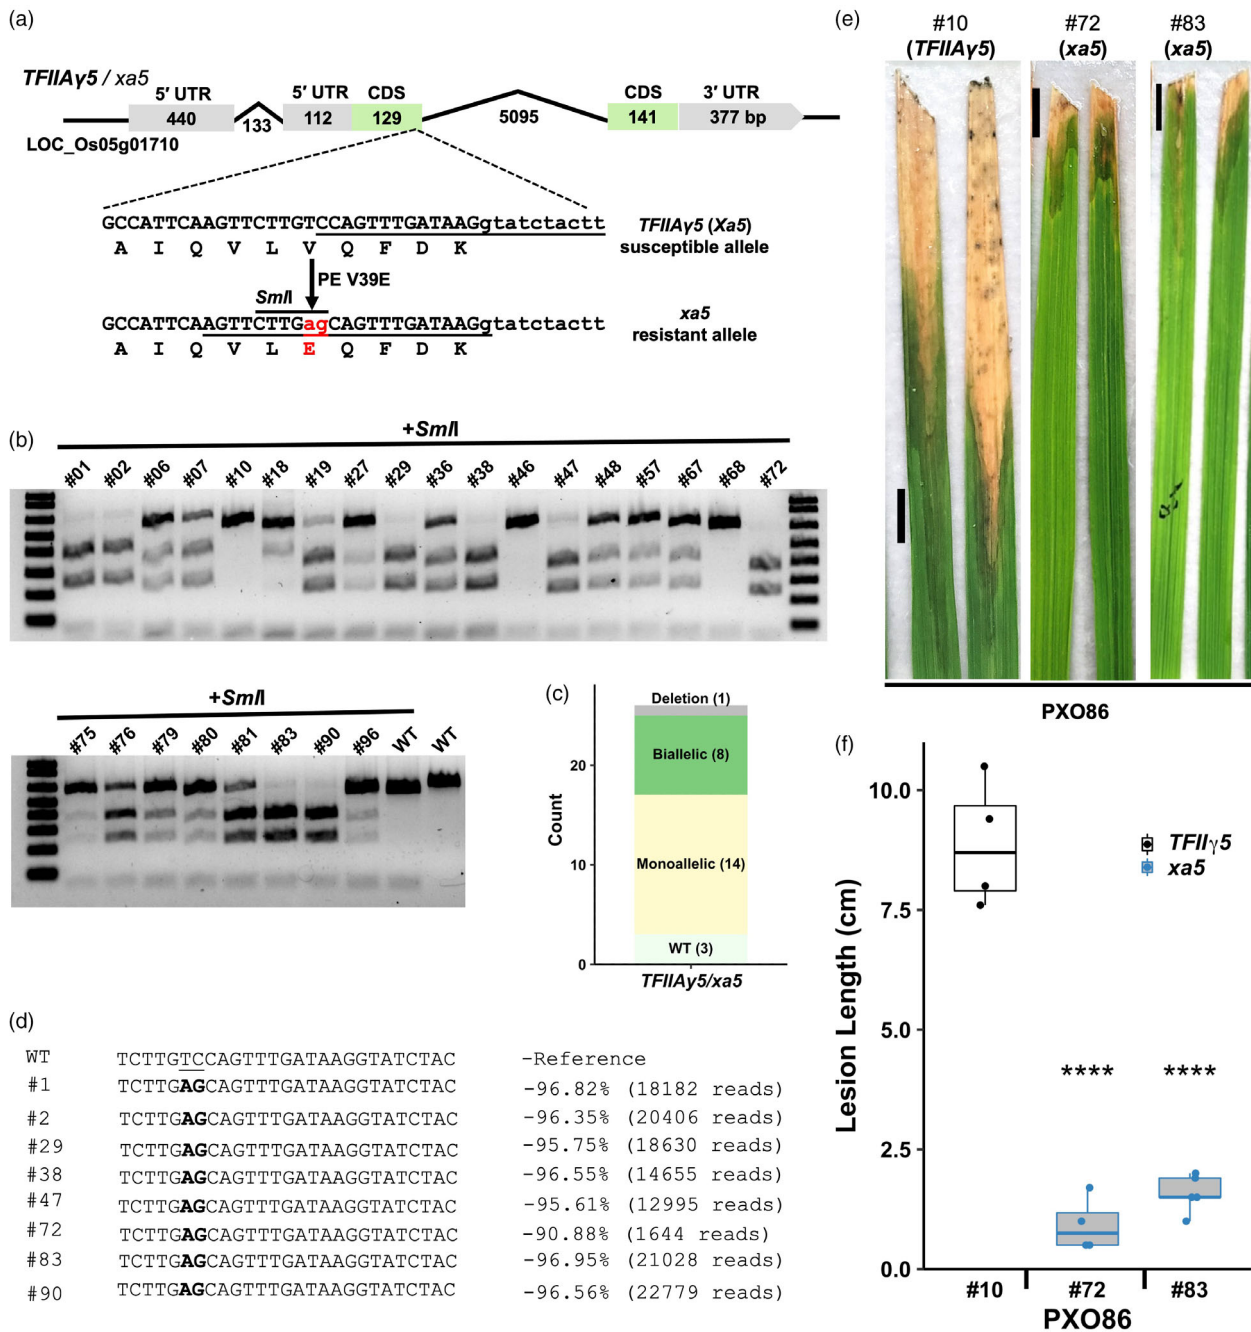 (a)
TFIIAγ5 / xa5
5′ UTR CDS CDS 3′ UTR
5′ UTR
440 133 112 129 5095 141 377 bp
LOC_Os05g01710
GCCATTCAAGTTCTTGTCCAGTTTGATAAGgtatctactt TFIIAγ5 (Xa5)
A I Q V L V Q F D K susceptible allele
PE V39E
SmlI
GCCATTCAAGTTCTTGagCAGTTTGATAAGgtatctactt xa5
A I Q V L E Q F D K resistant allele
(b)
+SmlI
#01 #02 #06 #07 #10 #18 #19 #27 #29 #36 #38 #46 #47 #48 #57 #67 #68 #72
+SmlI
#75 #76 #79 #80 #81 #83 #90 #96 WT WT
(c)
Count
20
10
0
Deletion (1)
Biallelic (8)
Monoallelic (14)
WT (3)
TFIIAy5/xa5
(d)
WT TCTTGTCCAGTTTGATAAGGTATCTAC -Reference
#1 TCTTGAGCAGTTTGATAAGGTATCTAC -96.82% (18182 reads)
#2 TCTTGAGCAGTTTGATAAGGTATCTAC -96.35% (20406 reads)
#29 TCTTGAGCAGTTTGATAAGGTATCTAC -95.75% (18630 reads)
#38 TCTTGAGCAGTTTGATAAGGTATCTAC -96.55% (14655 reads)
#47 TCTTGAGCAGTTTGATAAGGTATCTAC -95.61% (12995 reads)
#72 TCTTGAGCAGTTTGATAAGGTATCTAC -90.88% (1644 reads)
#83 TCTTGAGCAGTTTGATAAGGTATCTAC -96.95% (21028 reads)
#90 TCTTGAGCAGTTTGATAAGGTATCTAC -96.56% (22779 reads)
(e)
#10 #72 #83
(TFIIAγ5) (xa5) (xa5)
PXO86
(f)
Lesion Length (cm)
10.0
7.5
5.0
2.5
0.0
TFIIγ5
xa5
**** ****
#10 #72 #83
PXO86